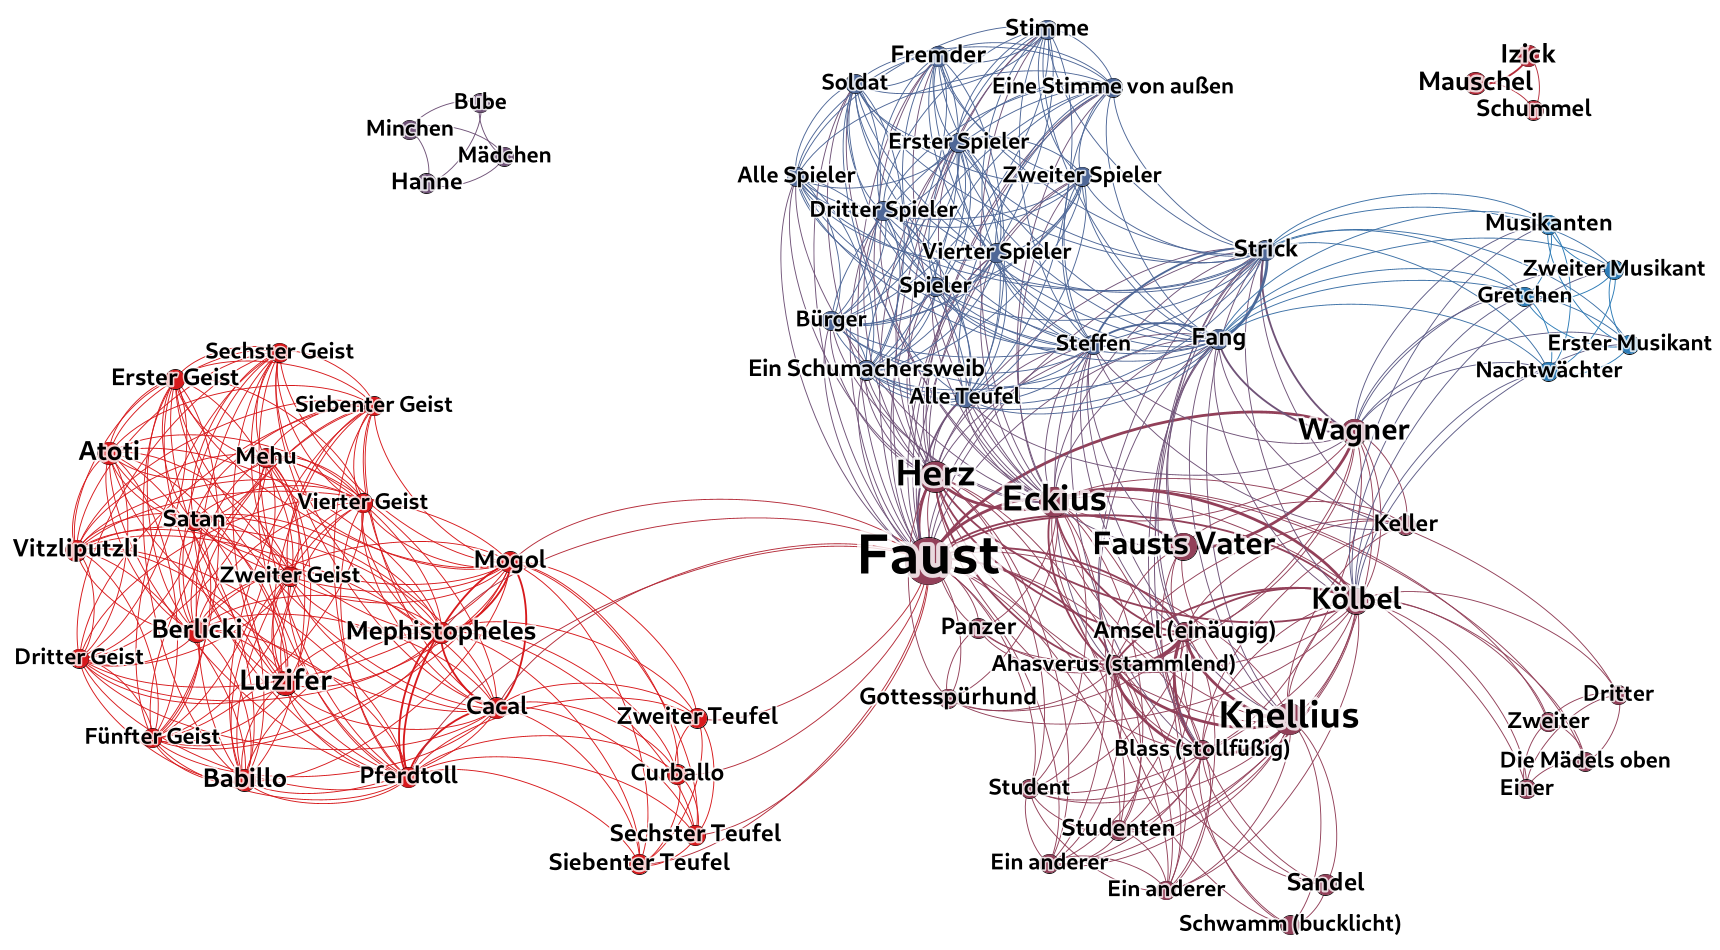 Stimme
Fremder
Izick
Soldat
Mauschel
Eine Stimme von außen
Bube
Schummel
Minchen
Erster Spieler
Mädchen
Alle Spieler
Zweiter Spieler
Hanne
Dritter Spieler
Musikanten
Strick
Vierter Spieler
Zweiter Musikant
Spieler
Gretchen
Bürger
Fang
Steffen
Erster Musikant
Sechster Geist
Ein Schumachersweib
Nachtwächter
Erster Geist
Alle Teufel
Siebenter Geist
Wagner
Atoti
Mehu
Herz
Eckius
Vierter Geist
Satan
Keller
Vitzliputzli
Fausts Vater
Faust
Mogol
Zweiter Geist
Kölbel
Berlicki
Mephistopheles
Panzer
Amsel (einäugig)
Dritter Geist
Ahasverus (stammlend)
Luzifer
Dritter
Gottesspürhund
Cacal
Zweiter Teufel
Knellius
Zweiter
Fünfter Geist
Blass (stollfüßig)
Die Mädels oben
Babillo
Pferdtoll
Curballo
Student
Einer
Sechster Teufel
Studenten
Siebenter Teufel
Ein anderer
Ein anderer
Sandel
Schwamm (bucklicht)